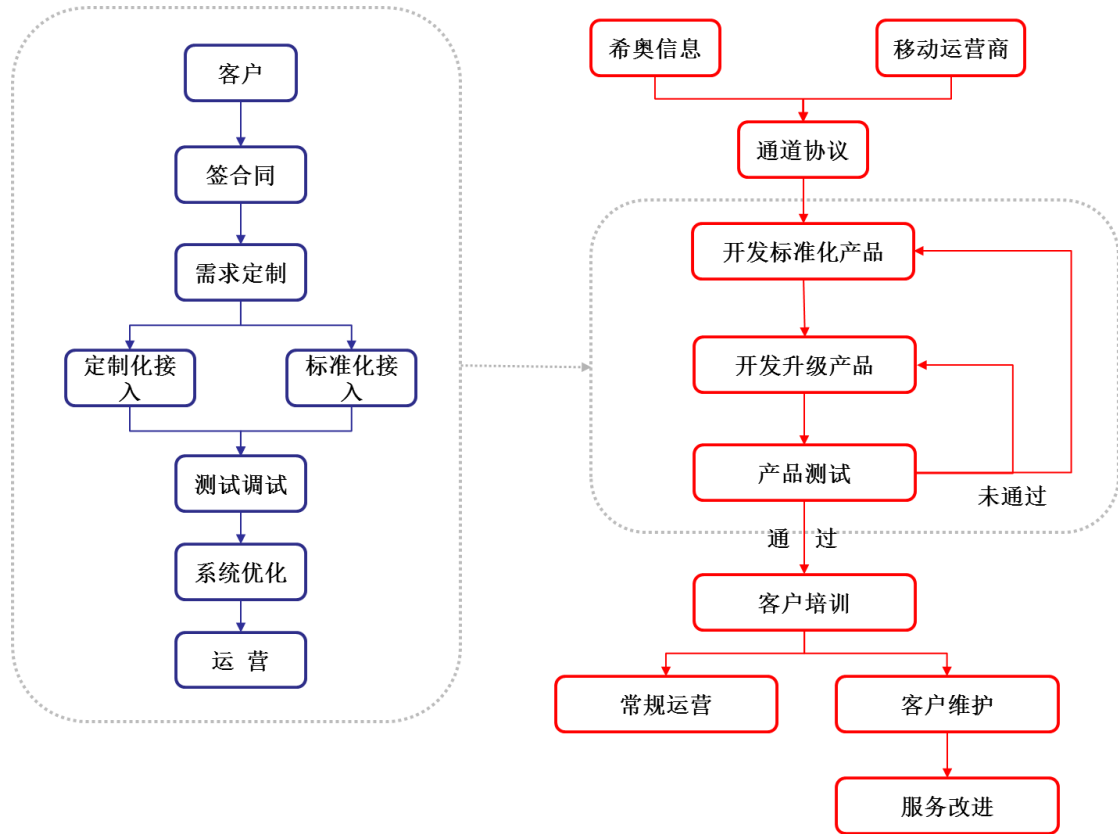 客户
签合同
需求定制
定制化接
入
标准化接
入
测试调试
系统优化
运 营
希奥信息
移动运营商
通道协议
开发标准化产品
开发升级产品
产品测试
未通过
通 过
客户培训
常规运营
客户维护
服务改进